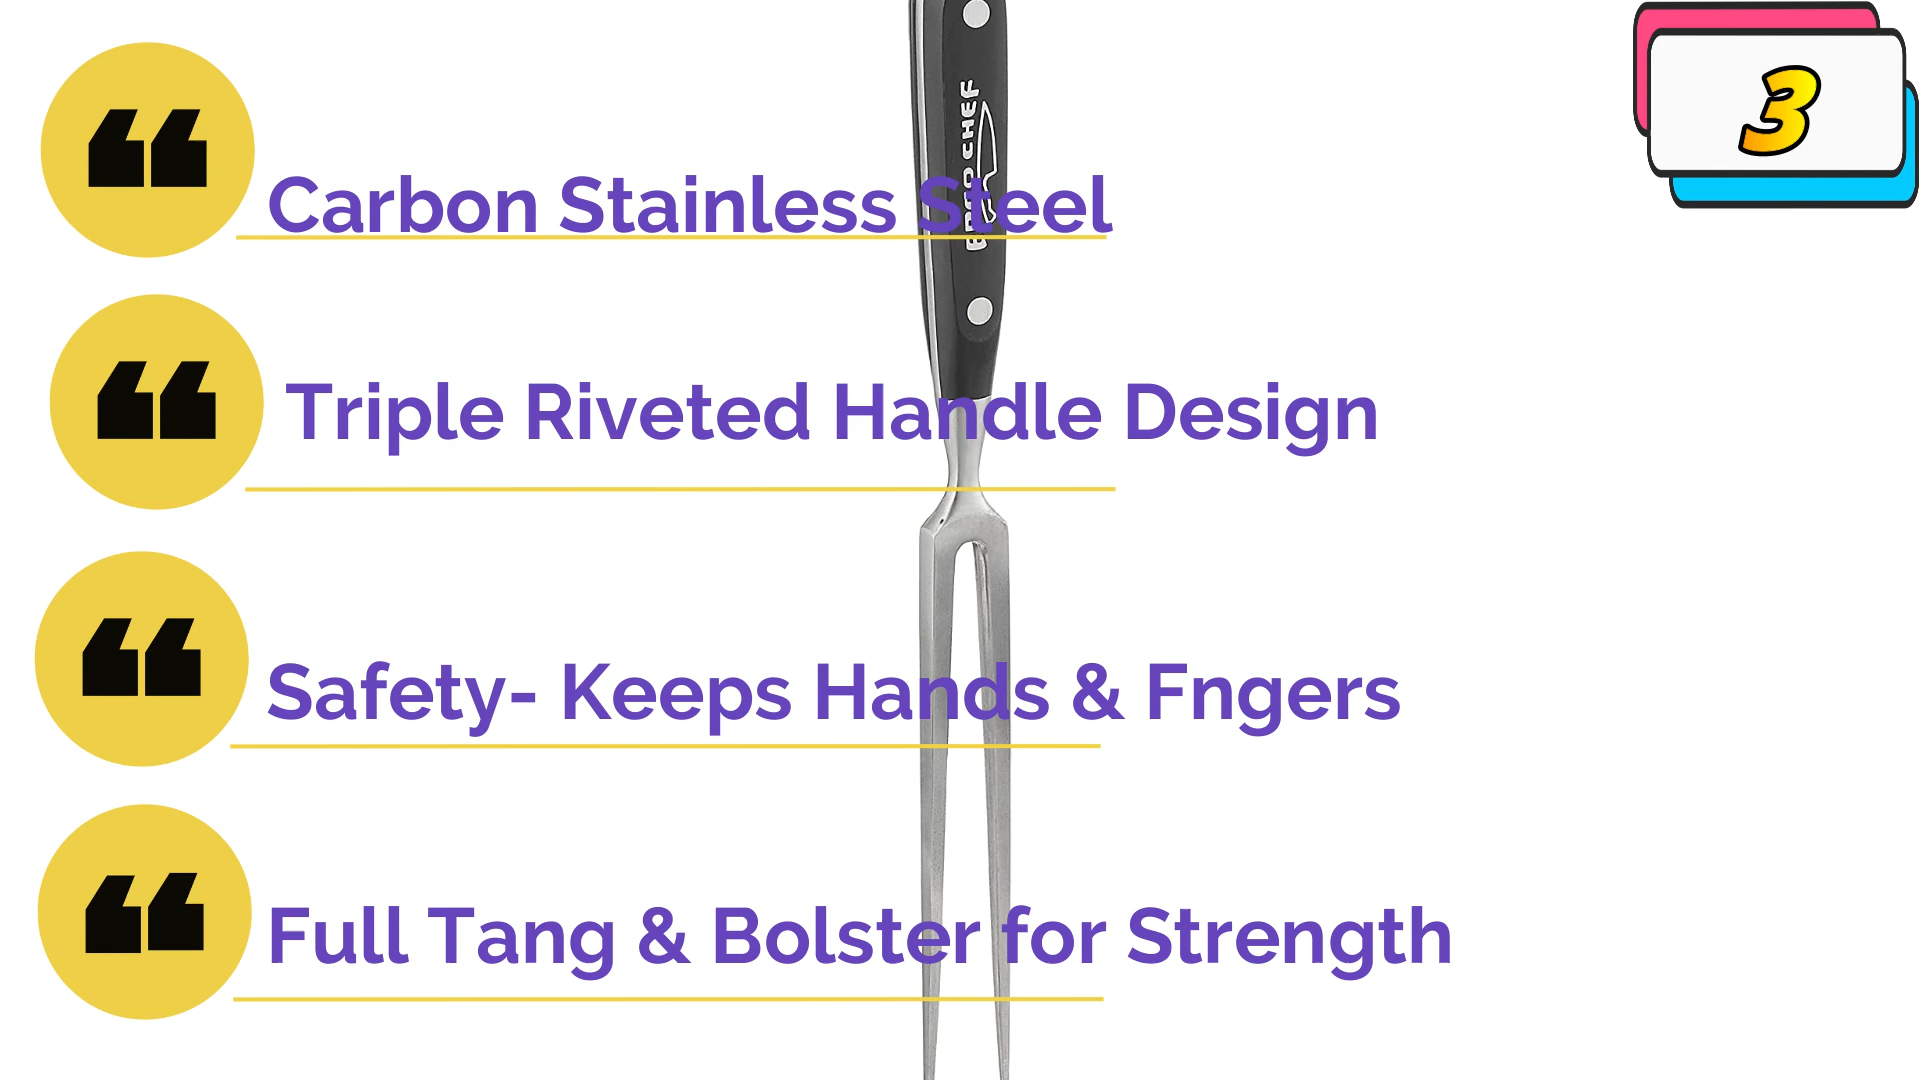 3
Carbon Stainless Steel
Triple Riveted Handle Design
Safety- Keeps Hands & Fngers
Full Tang & Bolster for Strength